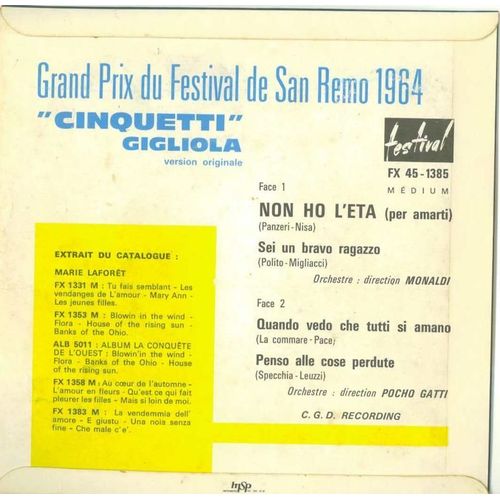 Grand Prix du Festival de San Remo 1964
"CINQUETTI"
GIGLIOLA
version originale
festival
FX 45-1385
MÉDIUM
Face 1
NON HO L'ETA (per amarti)
(Panzeri-Nisa)
Sei un bravo ragazzo
(Polito-Migliacci)
Orchestre : direction MONALDI
Face 2
Quando vedo che tutti si amano
(La commare-Pace)
Penso alle cose perdute
(Specchia-Leuzzi)
Orchestre : direction POCHO GATTI
C. G. D. RECORDING
EXTRAIT DU CATALOGUE :
MARIE LAFORÊT
FX 1331 M : Tu fais semblant - Les
vendanges de L'amour - Mary Ann -
Les jeunes filles.
FX 1353 M : Blowin in the wind -
Flora - House of the rising sun -
Banks of the Ohio.
ALB 5011 : ALBUM LA CONQUÊTE
DE L'OUEST : Blowin'in the wind -
Flora - Banks of the Ohio - House
of the rising sun.
FX 1358 M : Au cœur de l'automne -
L'amour en fleurs - Qu'est ce qui fait
pleurer les filles - Mais si loin de moi.
FX 1383 M : La vendemmia dell'
amore - E giusto - Una nola senza
fine - Che male c'e'.